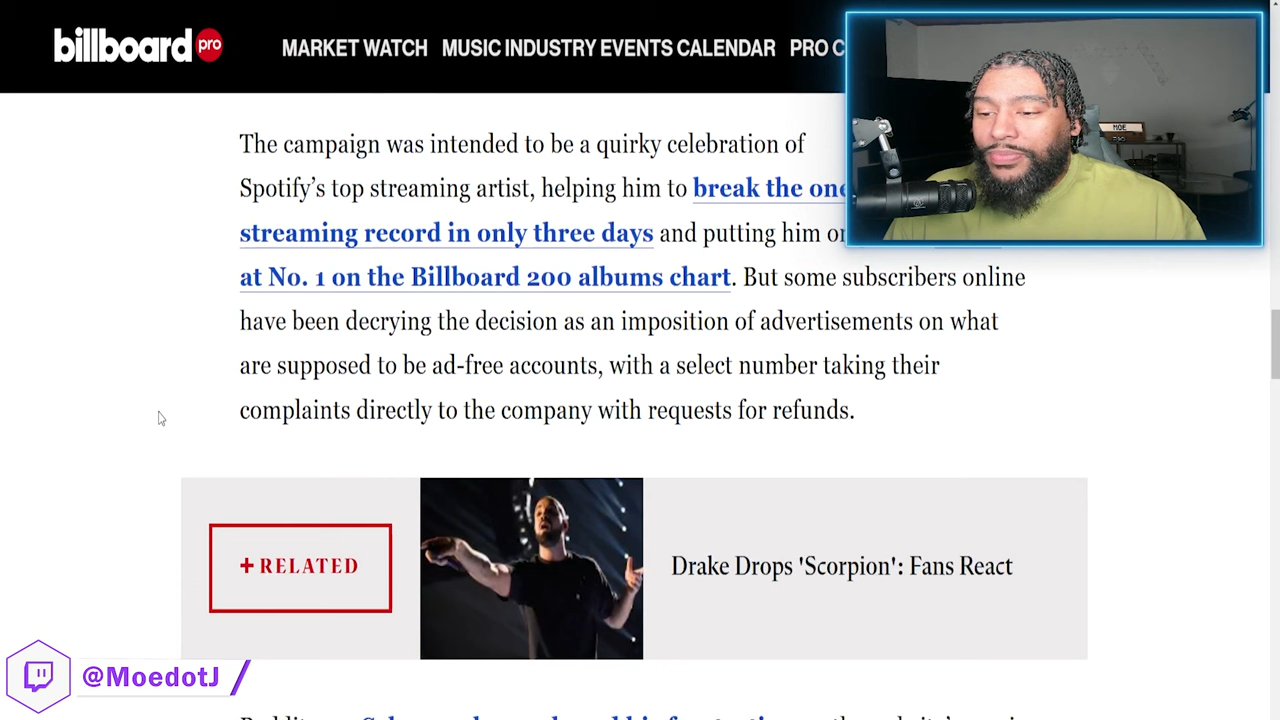 billboard pro
MARKET WATCH MUSIC INDUSTRY EVENTS CALENDAR PRO
The campaign was intended to be a quirky celebration of
Spotify's top streaming artist, helping him to break the one
streaming record in only three days and putting him
at No. 1 on the Billboard 200 albums chart. But some subscribers online
have been decrying the decision as an imposition of advertisements on what
are supposed to be ad-free accounts, with a select number taking their
complaints directly to the company with requests for refunds.
+ RELATED
Drake Drops 'Scorpion': Fans React
@MoedotJ /
MOE